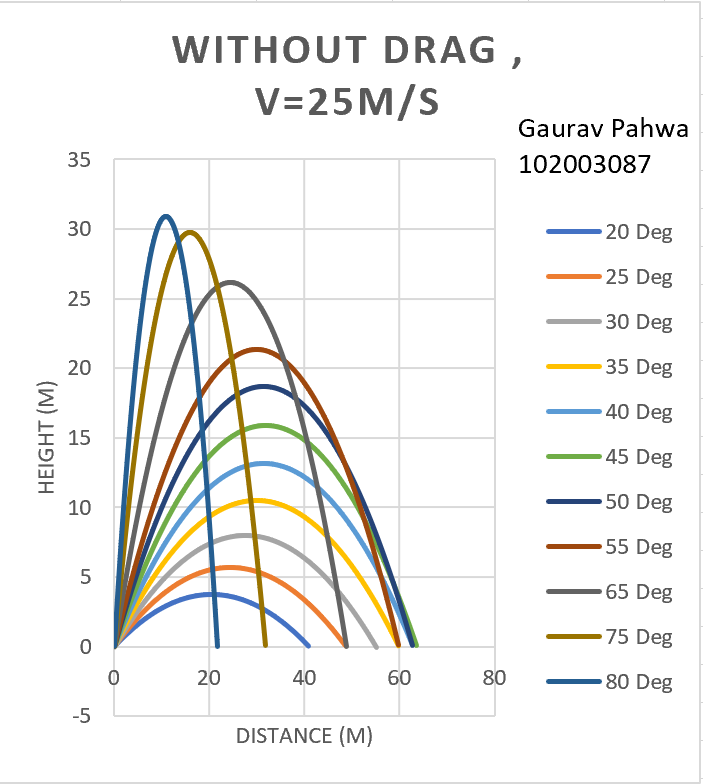 WITHOUT DRAG ,
V=25M/S
Gaurav Pahwa
102003087
35
30
25
20
15
10
5
0
-5
HEIGHT (M)
0 20 40 60 80
DISTANCE (M)
20 Deg
25 Deg
30 Deg
35 Deg
40 Deg
45 Deg
50 Deg
55 Deg
65 Deg
75 Deg
80 Deg